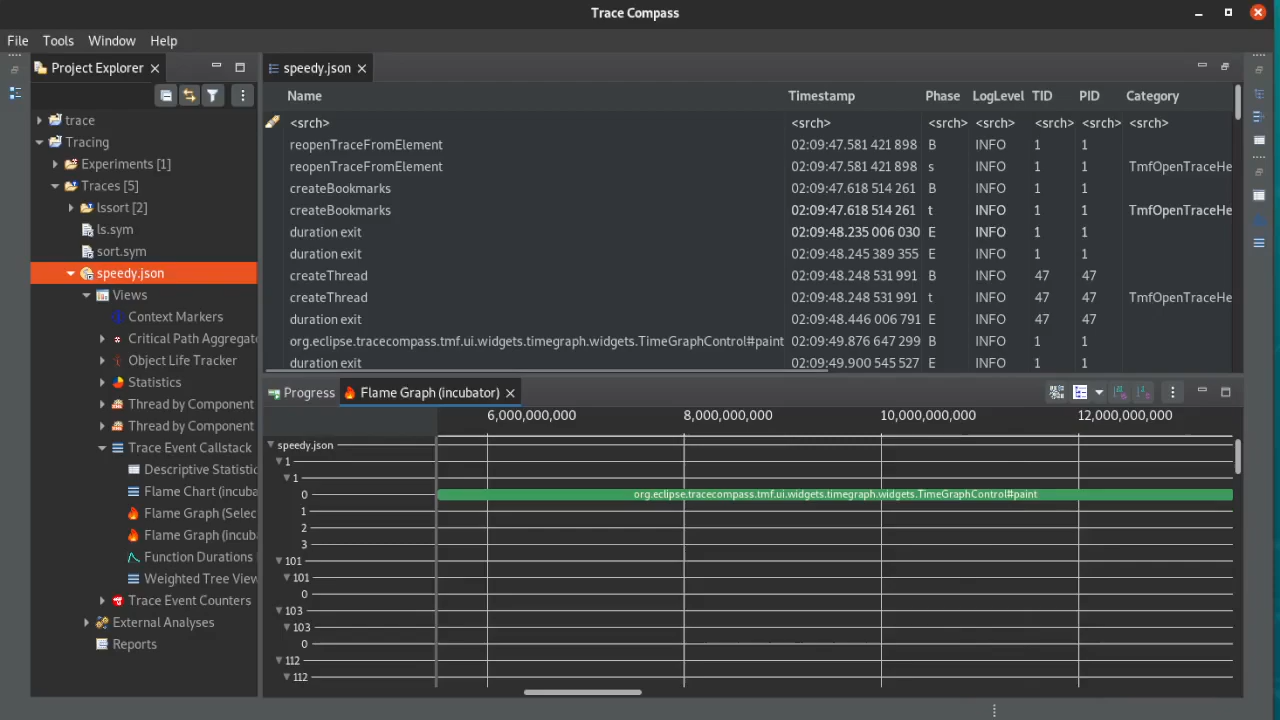 Trace Compass
File Tools Window Help
Project Explorer
speedy.json
Name Timestamp Phase LogLevel TID PID Category
<srch> <srch> <srch> <srch> <srch> <srch> <srch>
reopenTraceFromElement 02:09:47.581 421 898 B INFO 1 1
reopenTraceFromElement 02:09:47.581 421 898 s INFO 1 1 TmfOpenTraceHe
createBookmarks 02:09:47.618 514 261 B INFO 1 1
createBookmarks 02:09:47.618 514 261 t INFO 1 1 TmfOpenTraceHe
duration exit 02:09:48.235 006 030 E INFO 1 1
duration exit 02:09:48.245 389 355 E INFO 1 1
createThread 02:09:48.248 531 991 B INFO 47 47
createThread 02:09:48.248 531 991 t INFO 47 47 TmfOpenTraceHe
duration exit 02:09:48.446 006 791 E INFO 47 47
org.eclipse.tracecompass.tmf.ui.widgets.timegraph.widgets.TimeGraphControl#paint 02:09:49.876 647 299 B INFO 1 1
duration exit 02:09:49.900 545 527 E INFO 1 1
trace
Tracing
Experiments [1]
Traces [5]
lssort [2]
ls.sym
sort.sym
speedy.json
Views
Context Markers
Critical Path Aggregate
Object Life Tracker
Statistics
Thread by Component
Thread by Component
Trace Event Callstack
Descriptive Statistic
Flame Chart (incuba
Flame Graph (Selec
Flame Graph (incub
Function Durations
Weighted Tree View
Trace Event Counters
External Analyses
Reports
Progress Flame Graph (incubator)
6,000,000,000 8,000,000,000 10,000,000,000 12,000,000,000
speedy.json
1
1
0 org.eclipse.tracecompass.tmf.ui.widgets.timegraph.widgets.TimeGraphControl#paint
1
2
3
101
101
0
103
103
0
112
112